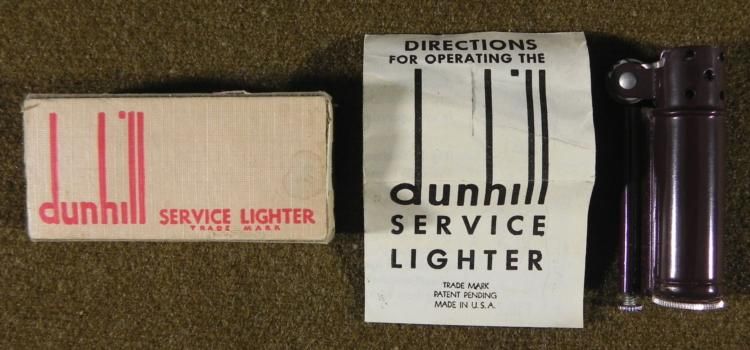 dunhill SERVICE LIGHTER
TRADE MARK
DIRECTIONS
FOR OPERATING THE
dunhill
SERVICE
LIGHTER
TRADE MARK
PATENT PENDING
MADE IN U.S.A.